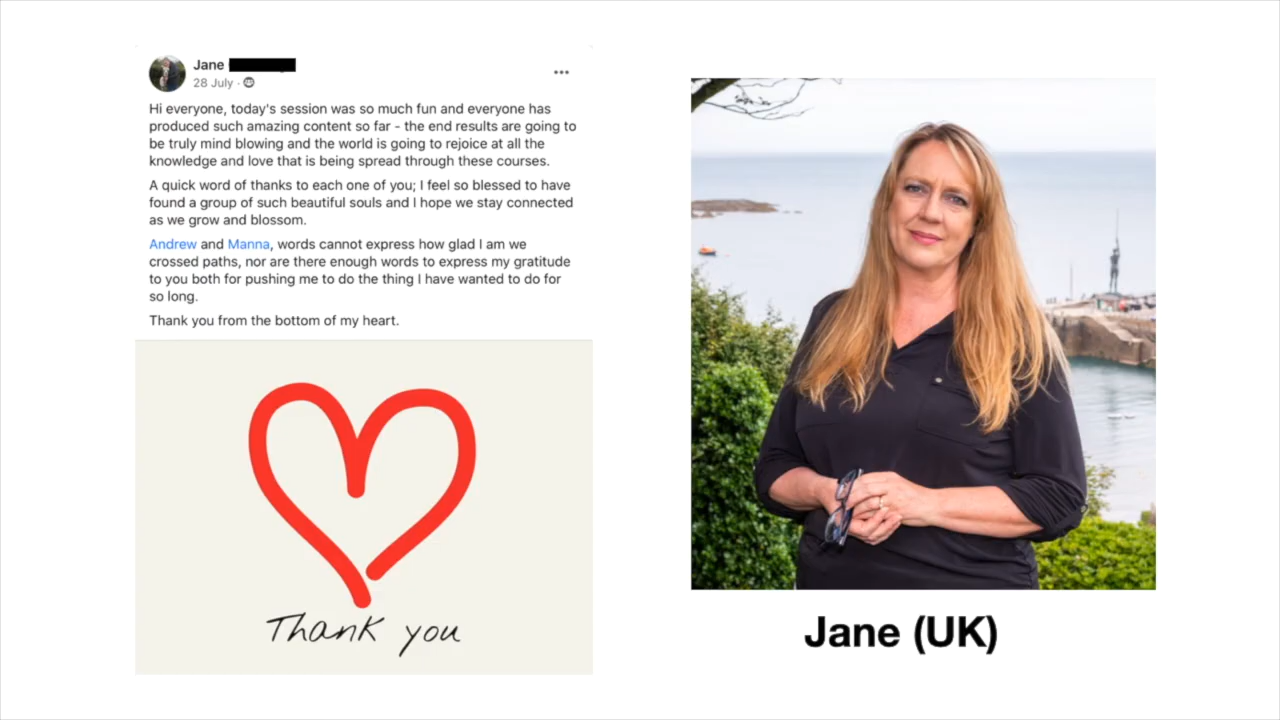 Jane
28 July ·
Hi everyone, today's session was so much fun and everyone has
produced such amazing content so far - the end results are going to
be truly mind blowing and the world is going to rejoice at all the
knowledge and love that is being spread through these courses.
A quick word of thanks to each one of you; I feel so blessed to have
found a group of such beautiful souls and I hope we stay connected
as we grow and blossom.
Andrew and Manna, words cannot express how glad I am we
crossed paths, nor are there enough words to express my gratitude
to you both for pushing me to do the thing I have wanted to do for
so long.
Thank you from the bottom of my heart.
Thank you
Jane (UK)